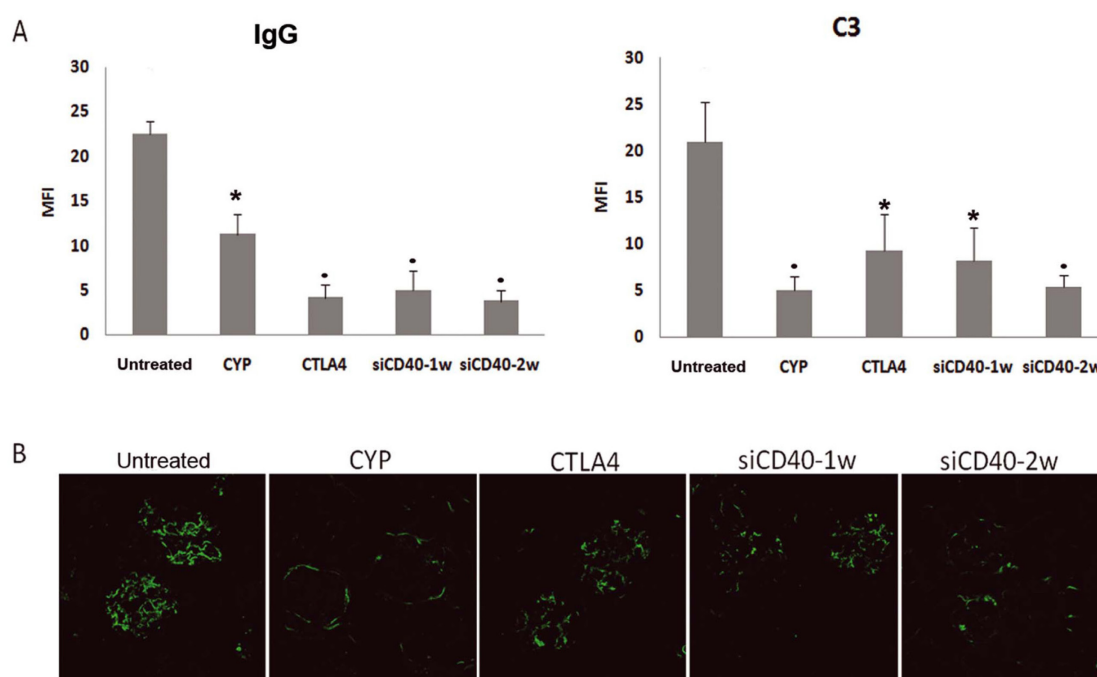 A
IgG
C3
30
25
20
15
10
5
0
MFI
*
•
•
•
Untreated CYP CTLA4 siCD40-1w siCD40-2w
30
25
20
15
10
5
0
MFI
•
*
*
•
Untreated CYP CTLA4 siCD40-1w siCD40-2w
B
Untreated CYP CTLA4 siCD40-1w siCD40-2w